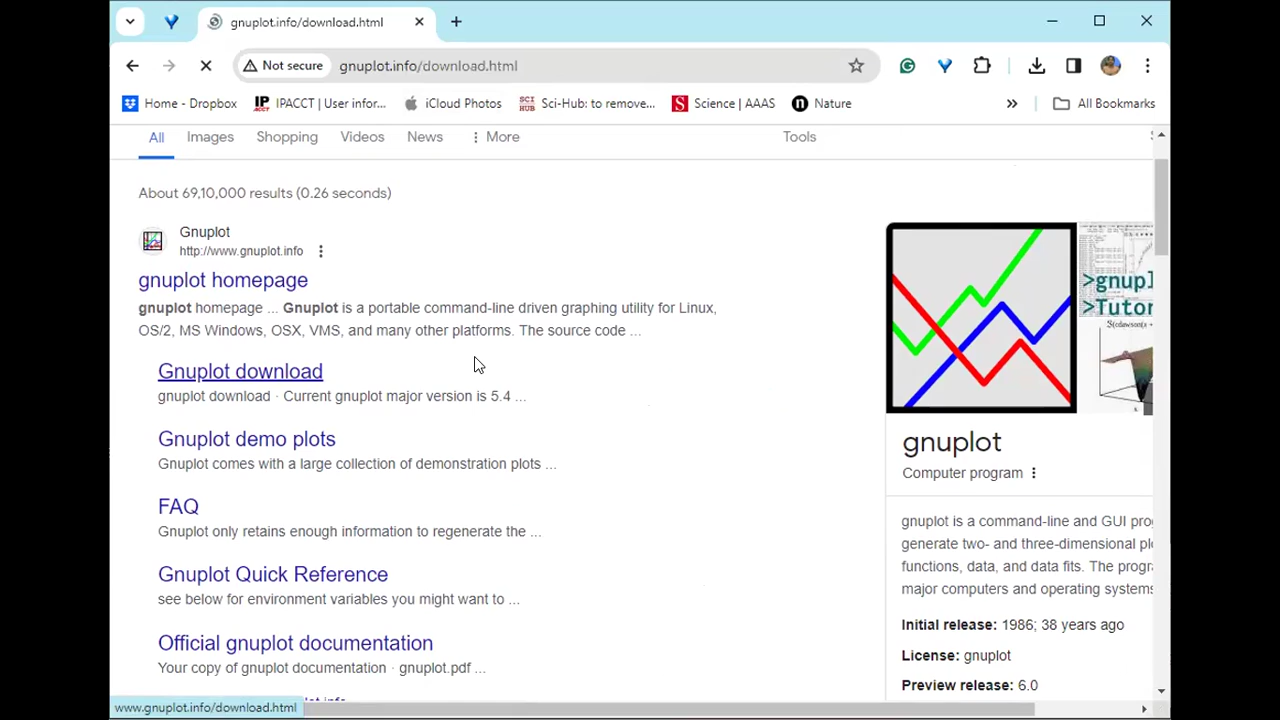 gnuplot.info/download.html
Not secure
gnuplot.info/download.html
Home - Dropbox
IP
IPACCT
IPACCT | User infor...
iCloud Photos
SCI
HUB
Sci-Hub: to remove...
S
Science | AAAS
n
Nature
»
All Bookmarks
All
Images
Shopping
Videos
News
More
Tools
About 69,10,000 results (0.26 seconds)
Gnuplot
http://www.gnuplot.info
gnuplot homepage
gnuplot homepage ... Gnuplot is a portable command-line driven graphing utility for Linux,
OS/2, MS Windows, OSX, VMS, and many other platforms. The source code ...
Gnuplot download
gnuplot download · Current gnuplot major version is 5.4 ...
Gnuplot demo plots
Gnuplot comes with a large collection of demonstration plots ...
FAQ
Gnuplot only retains enough information to regenerate the ...
Gnuplot Quick Reference
see below for environment variables you might want to ...
Official gnuplot documentation
Your copy of gnuplot documentation · gnuplot.pdf ...
www.gnuplot.info/download.html
>gnupl
>Tutor
gnuplot
Computer program
gnuplot is a command-line and GUI pro
generate two- and three-dimensional pl
functions, data, and data fits. The progr
major computers and operating systems
Initial release: 1986; 38 years ago
License: gnuplot
Preview release: 6.0